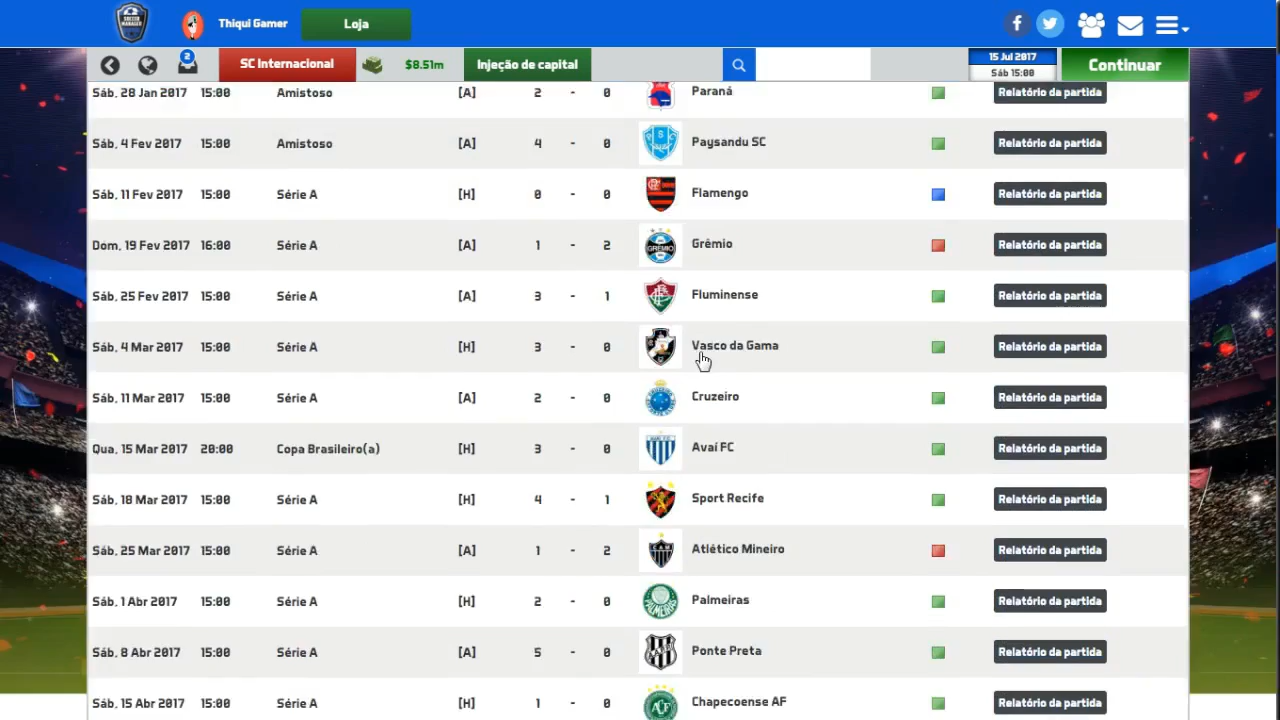 Thiqui Gamer Loja
2 SC Internacional $8.51m Injeção de capital 15 Jul 2017 Sáb 15:00 Continuar
Sáb, 28 Jan 2017 15:00 Amistoso [A] 2 - 0 Paraná Relatório da partida
Sáb, 4 Fev 2017 15:00 Amistoso [A] 4 - 0 Paysandu SC Relatório da partida
Sáb, 11 Fev 2017 15:00 Série A [H] 0 - 0 Flamengo Relatório da partida
Dom, 19 Fev 2017 16:00 Série A [A] 1 - 2 Grêmio Relatório da partida
Sáb, 25 Fev 2017 15:00 Série A [A] 3 - 1 Fluminense Relatório da partida
Sáb, 4 Mar 2017 15:00 Série A [H] 3 - 0 Vasco da Gama Relatório da partida
Sáb, 11 Mar 2017 15:00 Série A [A] 2 - 0 Cruzeiro Relatório da partida
Qua, 15 Mar 2017 20:00 Copa Brasileiro(a) [H] 3 - 0 Avaí FC Relatório da partida
Sáb, 18 Mar 2017 15:00 Série A [H] 4 - 1 Sport Recife Relatório da partida
Sáb, 25 Mar 2017 15:00 Série A [A] 1 - 2 Atlético Mineiro Relatório da partida
Sáb, 1 Abr 2017 15:00 Série A [H] 2 - 0 Palmeiras Relatório da partida
Sáb, 8 Abr 2017 15:00 Série A [A] 5 - 0 Ponte Preta Relatório da partida
Sáb, 15 Abr 2017 15:00 Série A [H] 1 - 0 Chapecoense AF Relatório da partida